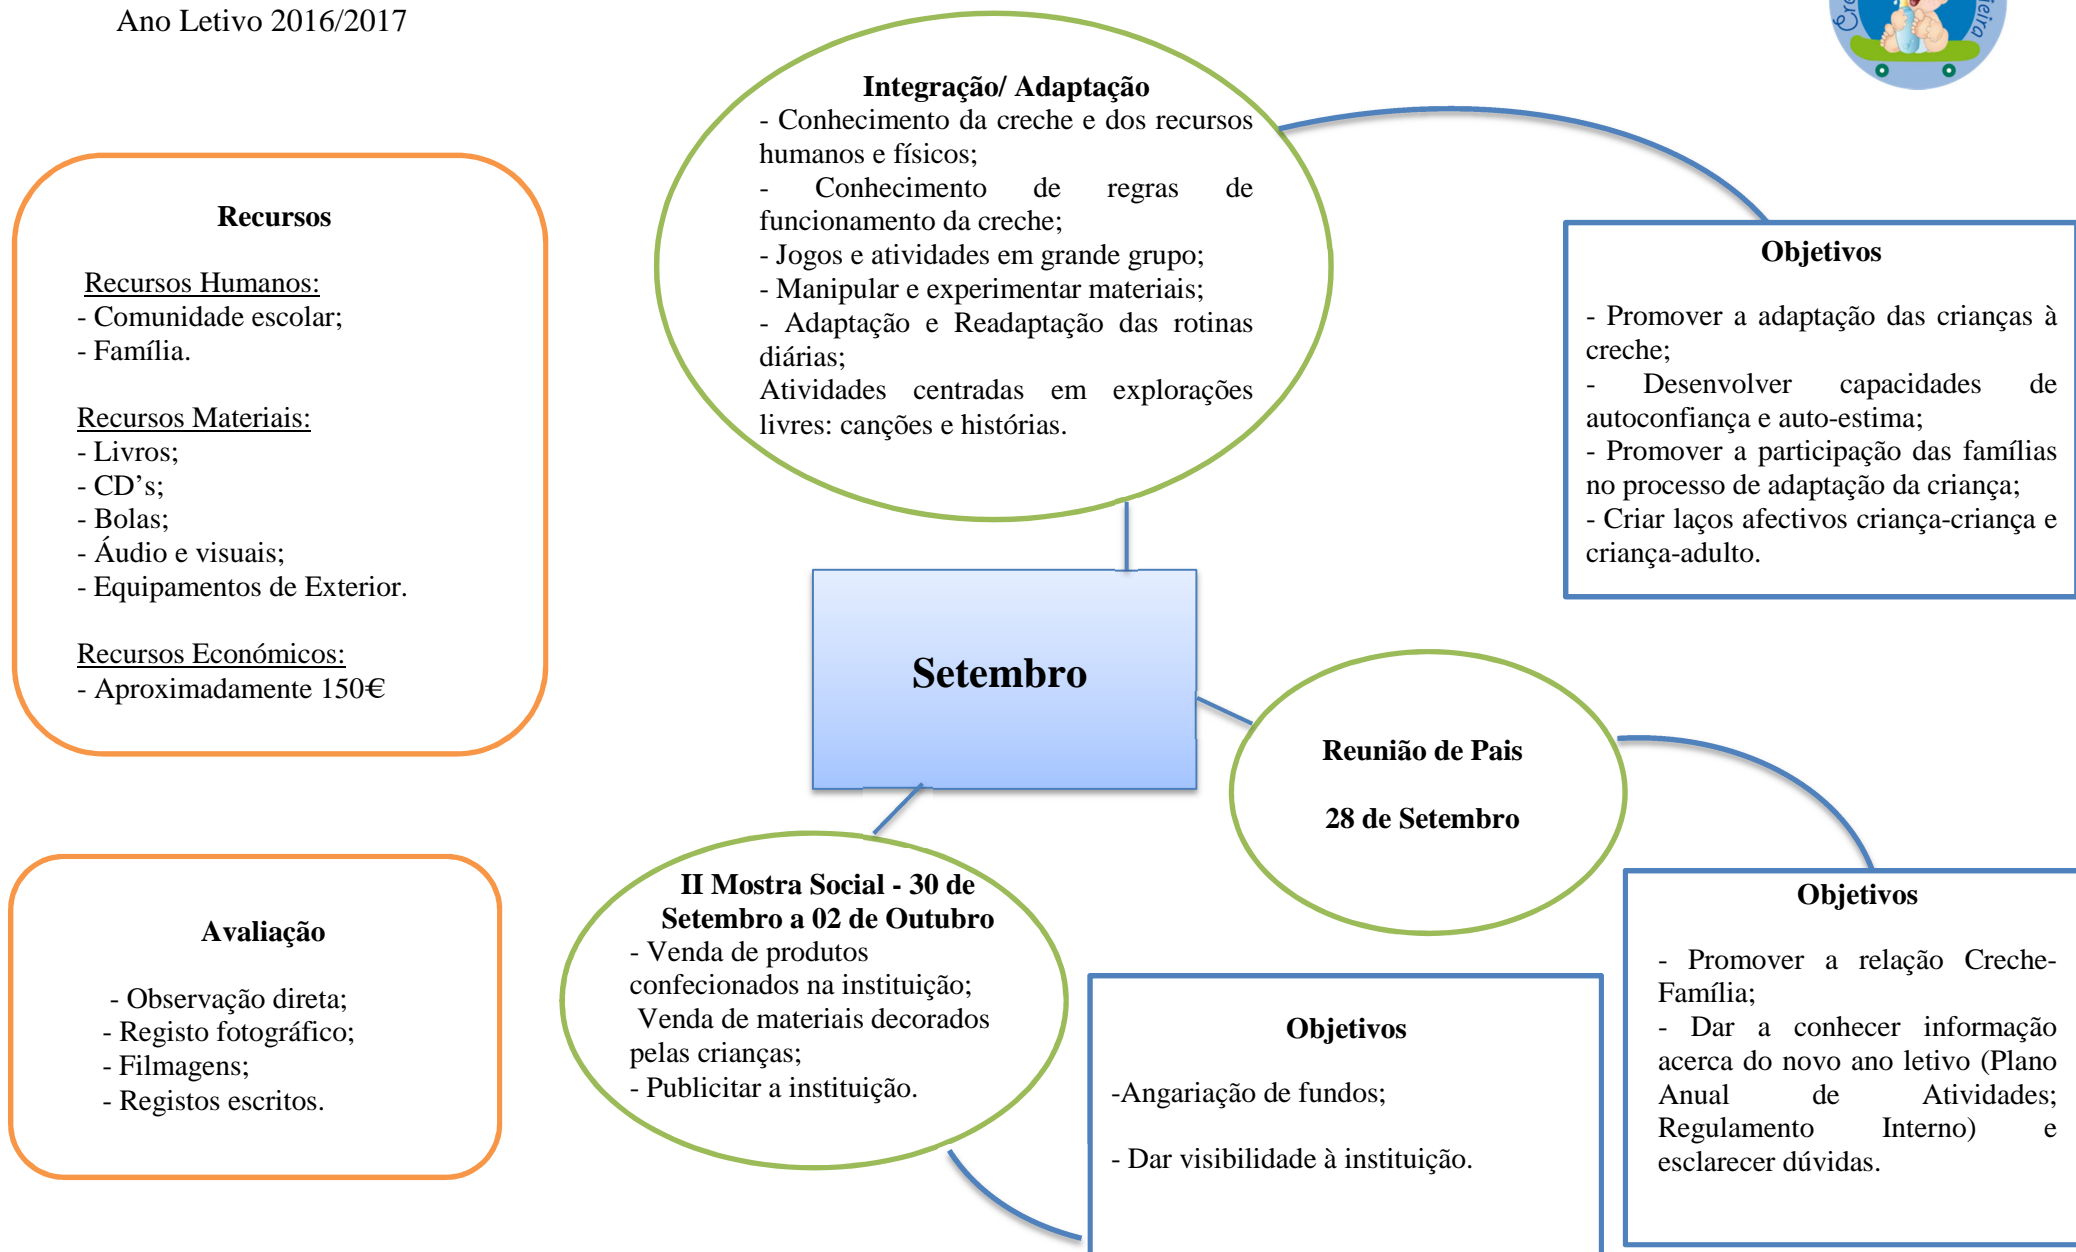 Ano Letivo 2016/2017
Integração/ Adaptação
- Conhecimento da creche e dos recursos
humanos e físicos;
- Conhecimento de regras de
funcionamento da creche;
- Jogos e atividades em grande grupo;
- Manipular e experimentar materiais;
- Adaptação e Readaptação das rotinas
diárias;
Atividades centradas em explorações
livres: canções e histórias.
Recursos
Recursos Humanos:
- Comunidade escolar;
- Família.
Recursos Materiais:
- Livros;
- CD’s;
- Bolas;
- Áudio e visuais;
- Equipamentos de Exterior.
Recursos Económicos:
- Aproximadamente 150€
Objetivos
- Promover a adaptação das crianças à
creche;
- Desenvolver capacidades de
autoconfiança e auto-estima;
- Promover a participação das famílias
no processo de adaptação da criança;
- Criar laços afectivos criança-criança e
criança-adulto.
Setembro
Reunião de Pais
28 de Setembro
Avaliação
- Observação direta;
- Registo fotográfico;
- Filmagens;
- Registos escritos.
II Mostra Social - 30 de
Setembro a 02 de Outubro
- Venda de produtos
confecionados na instituição;
Venda de materiais decorados
pelas crianças;
- Publicitar a instituição.
Objetivos
-Angariação de fundos;
- Dar visibilidade à instituição.
Objetivos
- Promover a relação Creche-
Família;
- Dar a conhecer informação
acerca do novo ano letivo (Plano
Anual de Atividades;
Regulamento Interno) e
esclarecer dúvidas.